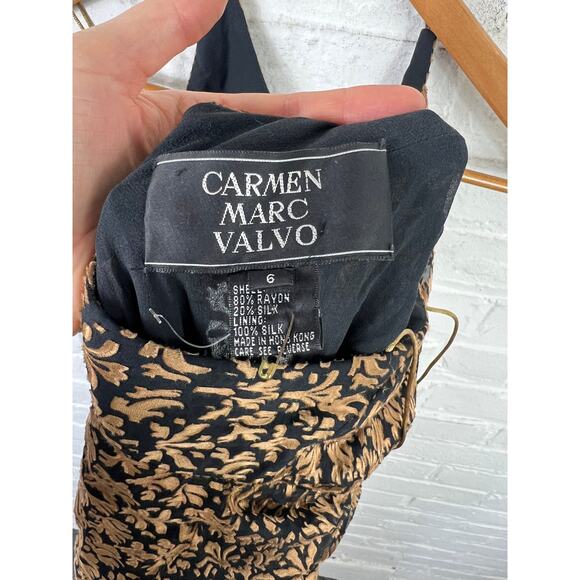 CARMEN
MARC
VALVO
6
SHELL:
80% RAYON
20% SILK
LINING:
100% SILK
MADE IN HONG KONG
CARE SEE REVERSE